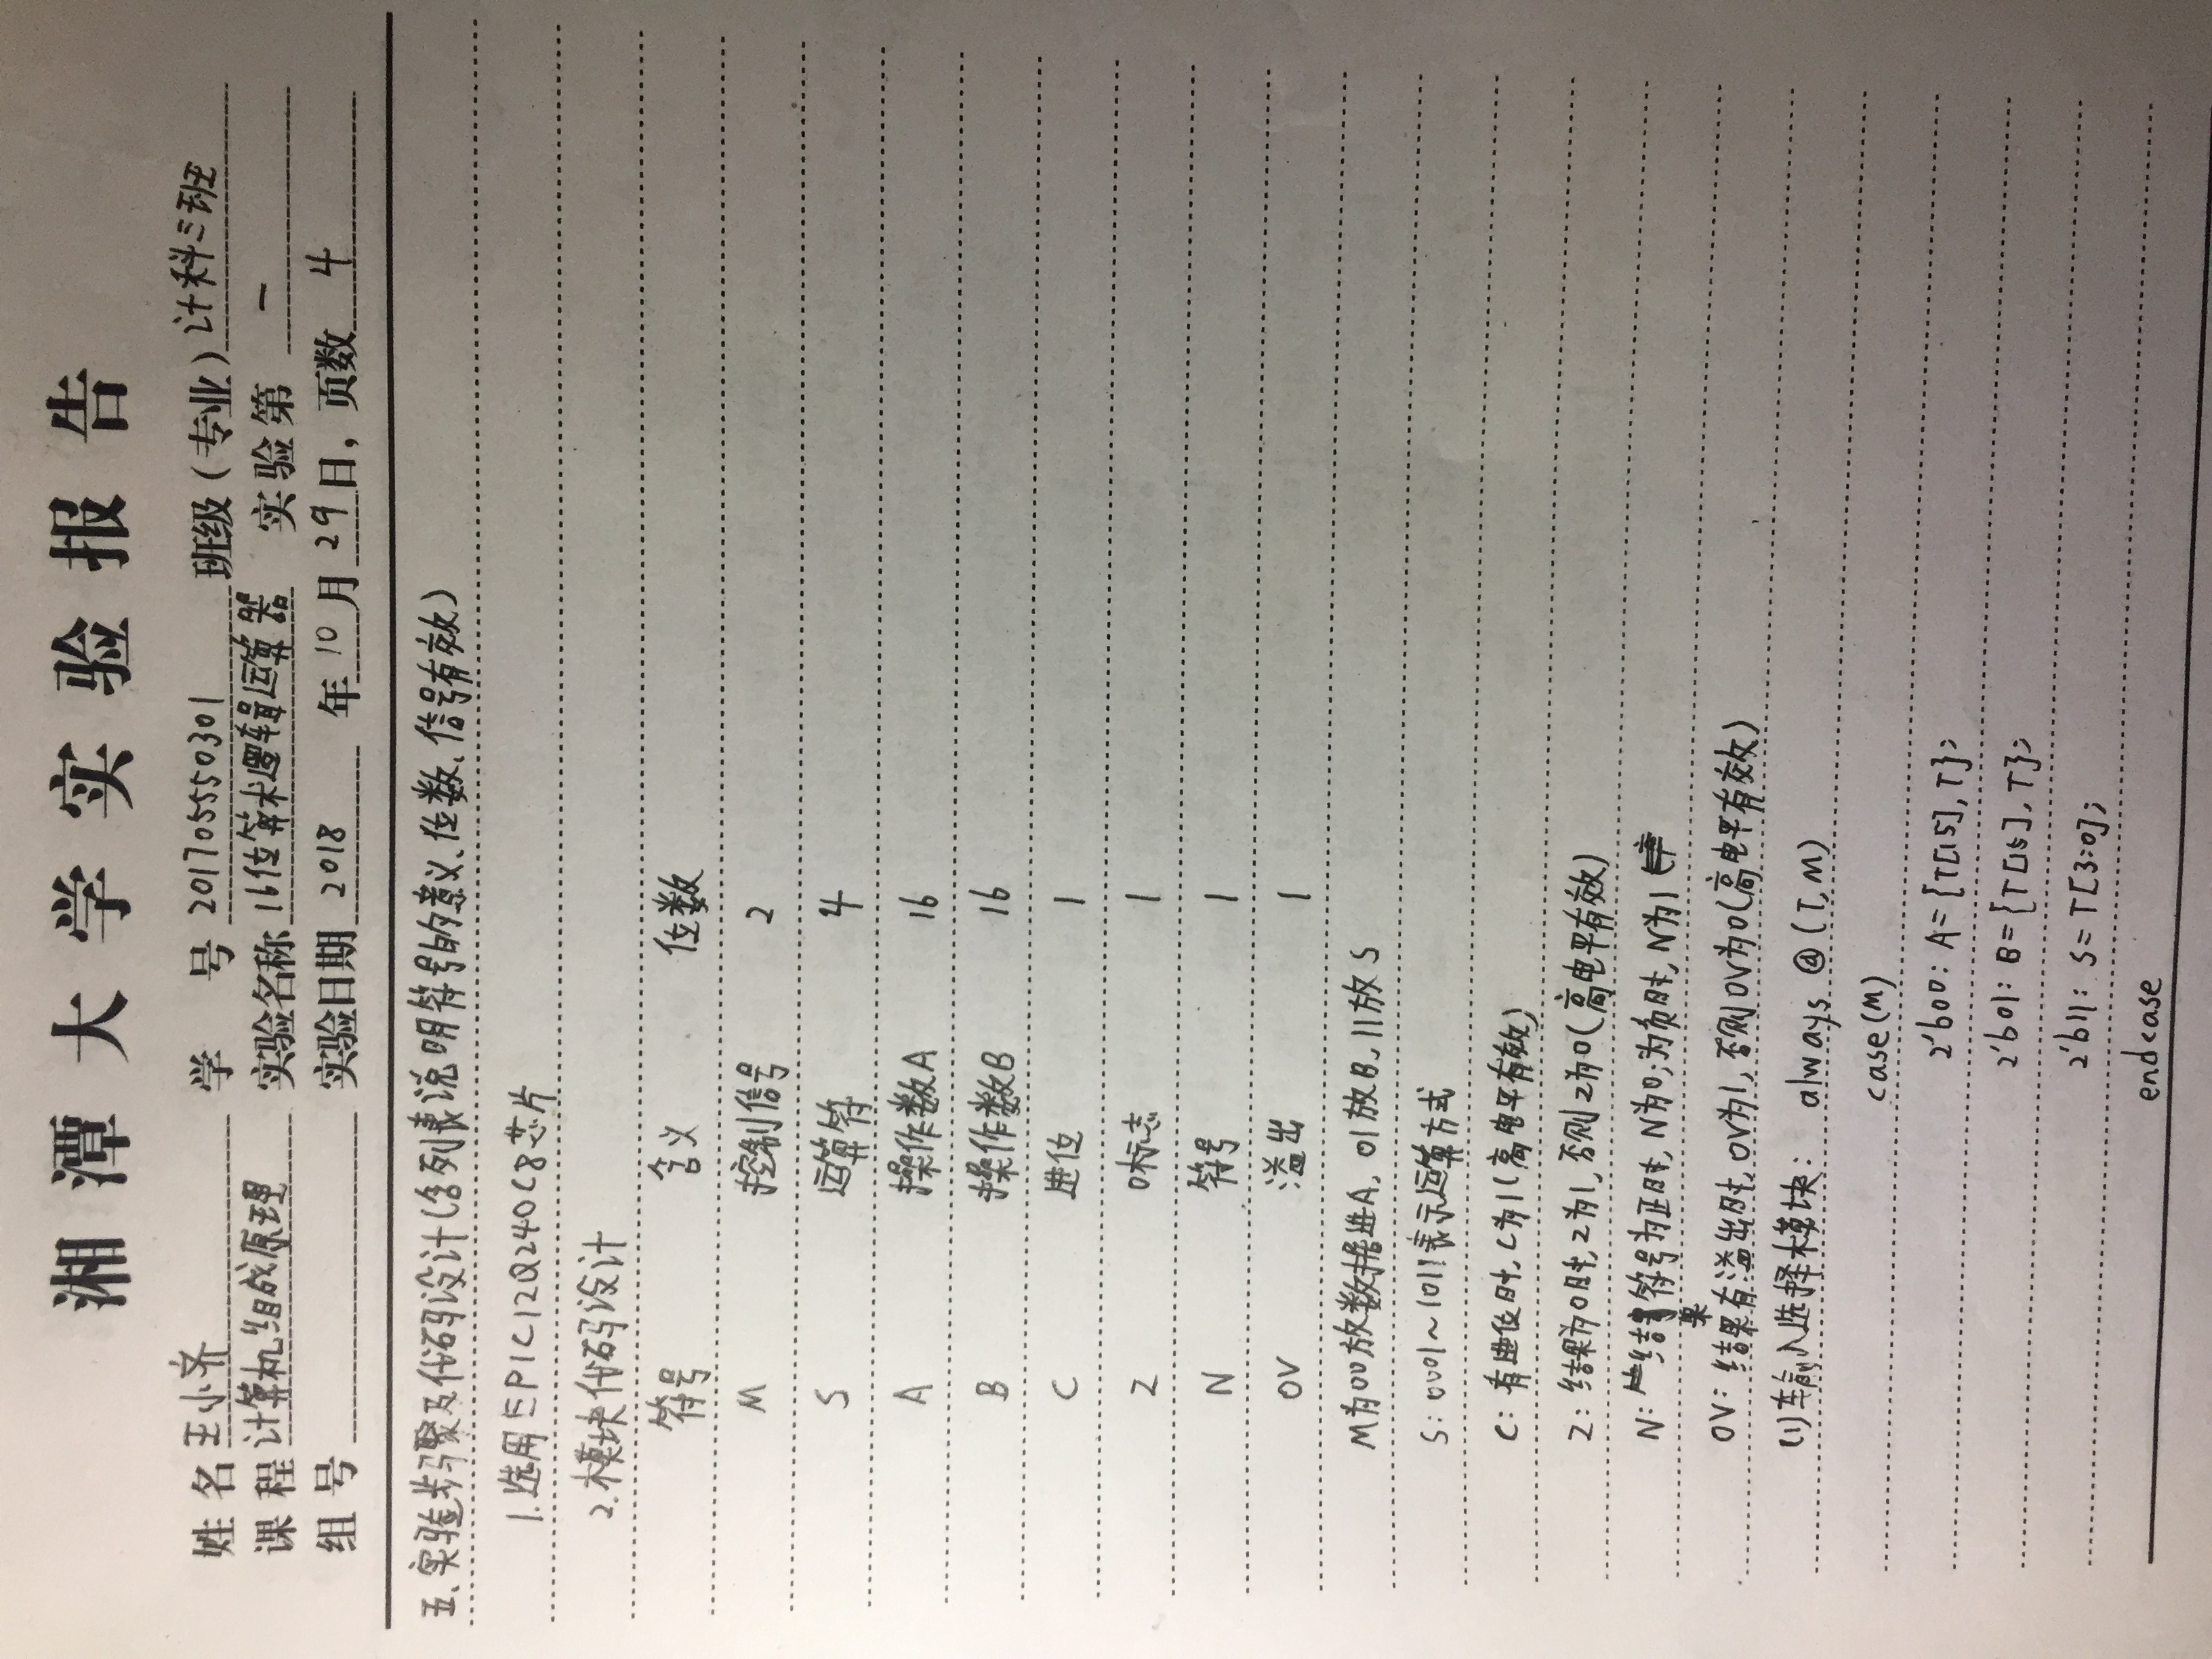 湘潭大学实验报告
姓名 王小齐 学号 201705550301 班级(专业) 计科三班
课程 计算机组成原理 实验名称 16位算术逻辑运算器 实验第 一
组号 实验日期 2018 年 10 月 29 日, 页数 4
五、实验步骤及代码设计(含列表说明符号的意义、位数、信号有效)
1.选用EP1C12Q240C8芯片
2.模块代码设计
符号 含义 位数
M 控制信号 2
S 运算符 4
A 操作数A 16
B 操作数B 16
C 进位 1
Z 0标志 1
N 符号 1
OV 溢出 1
M为00放数据进A, 01放B, 11放S
S: 0001~1011表示运算方式
C: 有进位时, C为1(高电平有效)
Z: 结果为0时, Z为1, 否则Z为0(高电平有效)
N: 结果符号为正时, N为0;为负时, N为1
OV: 结果有溢出时, OV为1, 否则OV为0(高电平有效)
(1)输入选择模块: always @(T,M)
case(M)
2'b00: A={T[15],T};
2'b01: B={T[15],T};
2'b11: S=T[3:0];
endcase